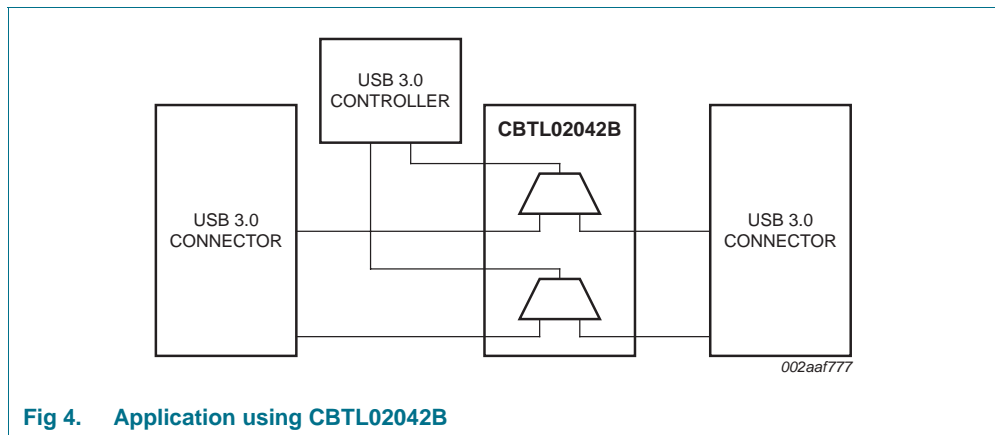 USB 3.0
CONTROLLER
CBTL02042B
USB 3.0
CONNECTOR
USB 3.0
CONNECTOR
002aaf777
Fig 4. Application using CBTL02042B